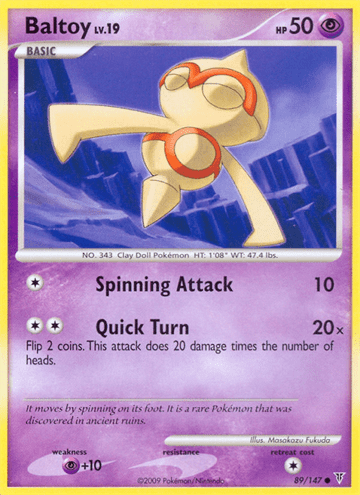 Baltoy LV.19 HP 50
BASIC
NO. 343 Clay Doll Pokémon HT: 1'08" WT: 47.4 lbs.
Spinning Attack 10
Quick Turn 20x
Flip 2 coins. This attack does 20 damage times the number of
heads.
It moves by spinning on its foot. It is a rare Pokémon that was
discovered in ancient ruins.
Illus. Masakazu Fukuda
weakness resistance retreat cost
+10
©2009 Pokémon/Nintendo 89/147